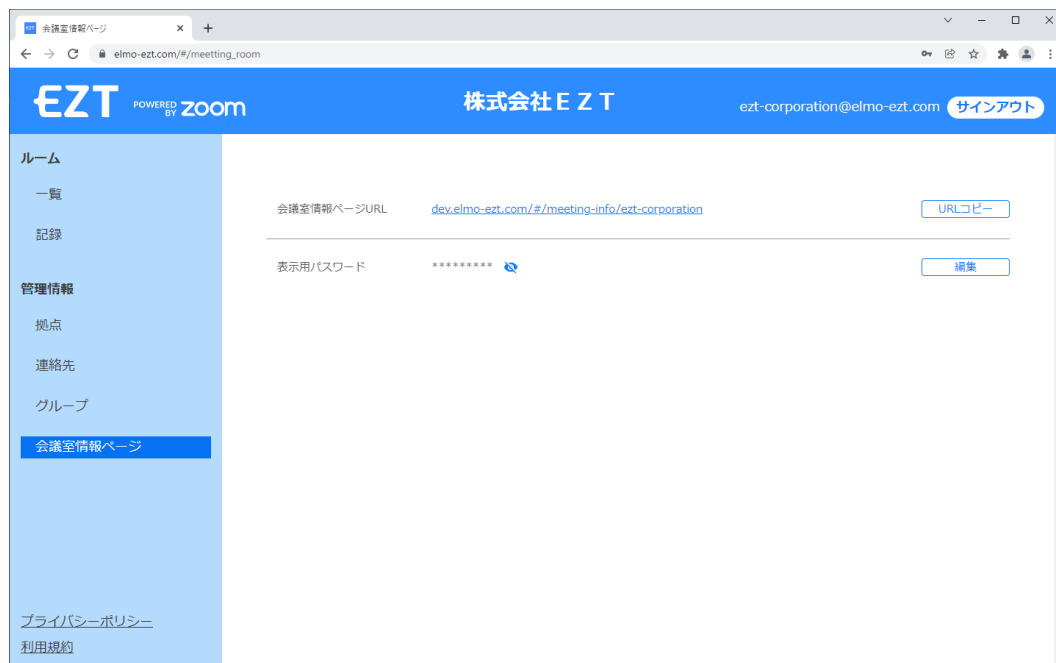 会議室情報ページ
elmo-ezt.com/#/meetting_room
EZT POWERED BY zoom
株式会社ＥＺＴ
ezt-corporation@elmo-ezt.com サインアウト
ルーム
一覧
記録
管理情報
拠点
連絡先
グループ
会議室情報ページ
プライバシーポリシー
利用規約
会議室情報ページURL dev.elmo-ezt.com/#/meeting-info/ezt-corporation URLコピー
表示用パスワード ********* 編集